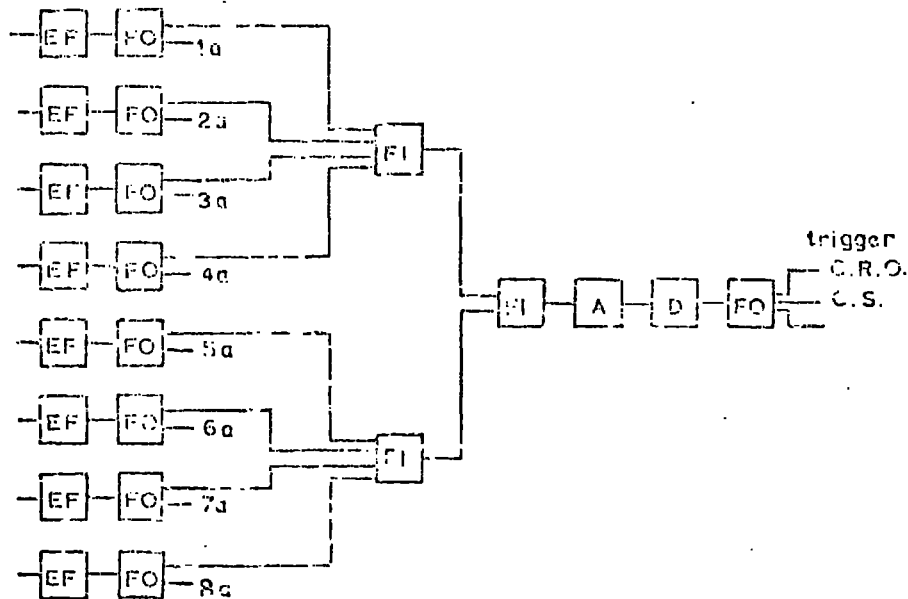 EF FO
1a
EF FO
2a
FI
EF FO
3a
trigger
EF FO
4a
C.R.O.
FI A D FO
C.S.
EF FO
5a
EF FO
6a
FI
EF FO
7a
EF FO
8a